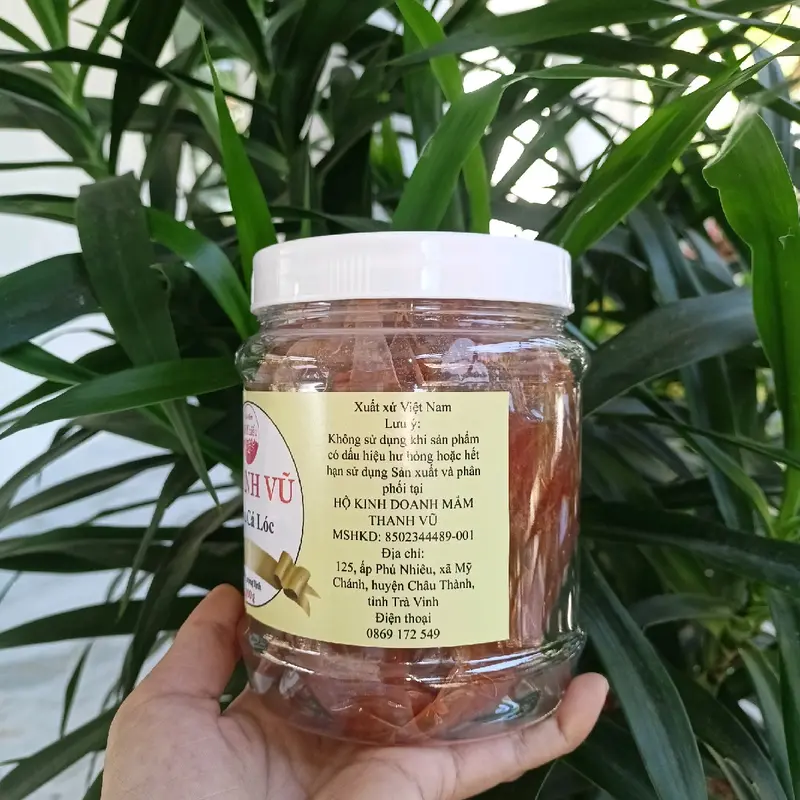 Xuất xứ Việt Nam
Lưu ý:
Không sử dụng khi sản phẩm
có dấu hiệu hư hỏng hoặc hết
hạn sử dụng Sản xuất và phân
phối tại
HỘ KINH DOANH MẮM
THANH VŨ
MSHKD: 8502344489-001
Địa chỉ:
125, ấp Phú Nhiêu, xã Mỹ
Chánh, huyện Châu Thành,
tỉnh Trà Vinh
Điện thoại
0869 172 549
NH VŨ
Cá Lóc